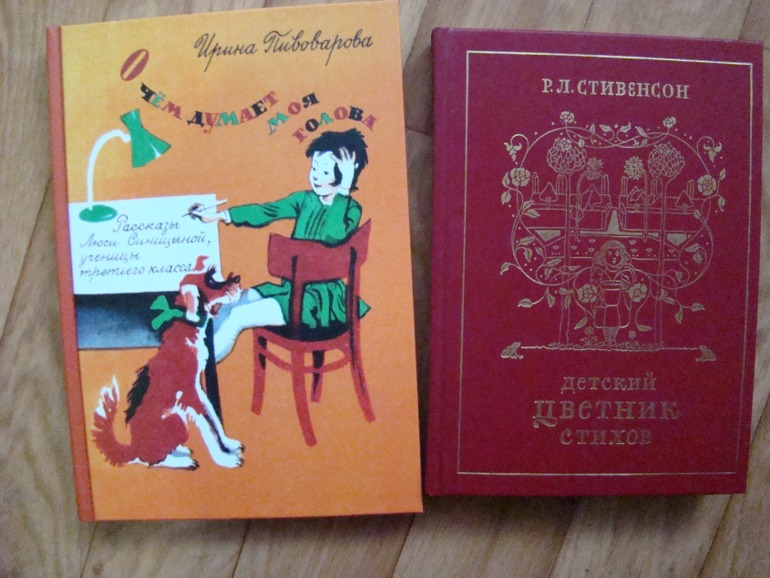 Ирина Пивоварова
О чём думает
моя
голова
Рассказы
Люси Синицыной,
ученицы
третьего класса
Р.Л. СТИВЕНСОН
ДЕТСКИЙ
ЦВЕТНИК
СТИХОВ